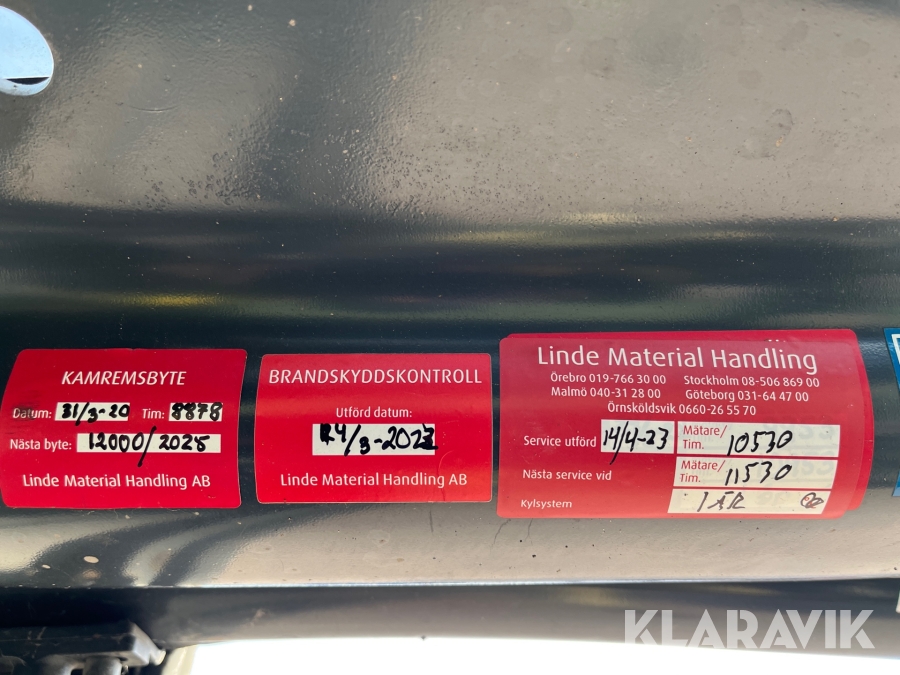 KAMREMSBYTE
Datum: 31/3-20 Tim: 8878
Nästa byte: 12000/2025
Linde Material Handling AB
BRANDSKYDDSKONTROLL
Utförd datum:
Linde Material Handling AB
Linde Material Handling
Örebro 019-766 30 00 Stockholm 08-506 869 00
Malmö 040-31 28 00 Göteborg 031-64 47 00
Örnsköldsvik 0660-26 55 70
Service utförd 14/4-23 Mätare/Tim. 10530
Nästa service vid Mätare/Tim. 11530
Kylsystem 1 ÅR
KLARAVIK